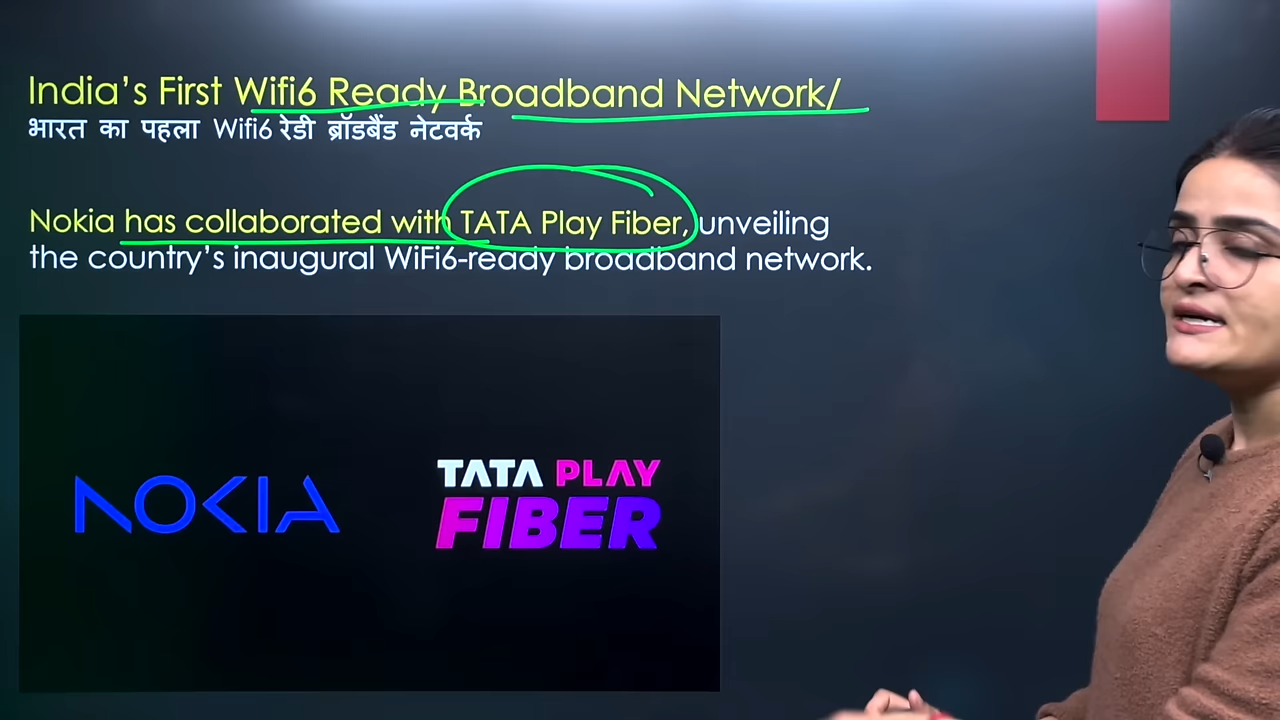 India's First Wifi6 Ready Broadband Network/
भारत का पहला Wifi6 रेडी ब्रॉडबैंड नेटवर्क
Nokia has collaborated with TATA Play Fiber, unveiling
the country's inaugural WiFi6-ready broadband network.
NOKIA
TATA PLAY
FIBER